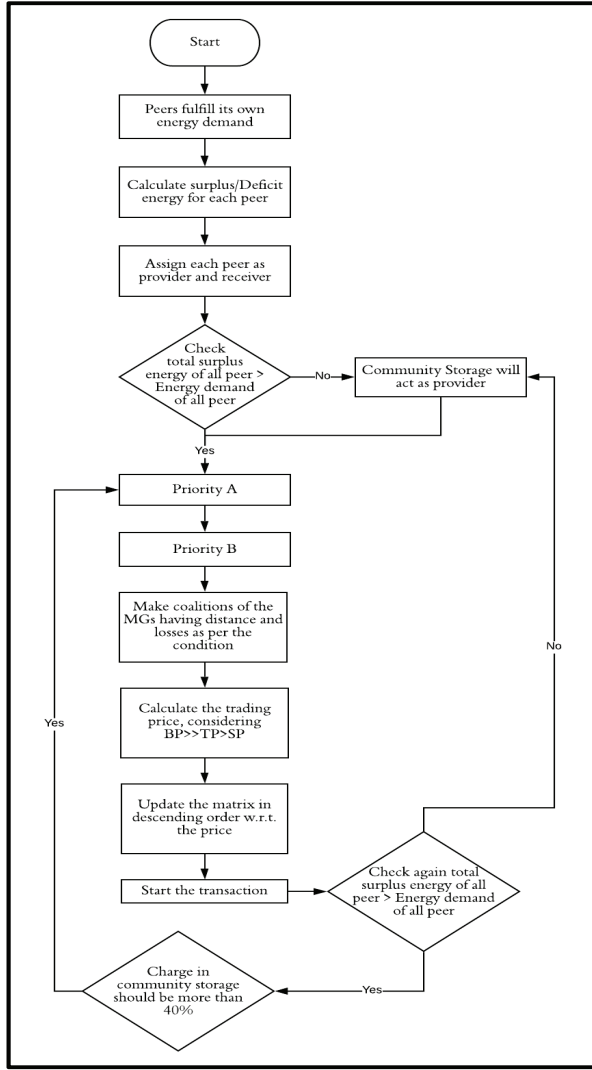 Start
Peers fulfill its own
energy demand
Calculate surplus/Deficit
energy for each peer
Assign each peer as
provider and receiver
Check
total surplus
energy of all peer >
Energy demand
of all peer
No
Community Storage will
act as provider
Yes
Priority A
Priority B
Make coalitions of the
MGs having distance and
losses as per the
condition
No
Calculate the trading
price, considering
BP>>TP>SP
Yes
Update the matrix in
descending order w.r.t.
the price
Start the transaction
Check again total
surplus energy of all
peer > Energy demand
of all peer
Yes
Charge in
community storage
should be more than
40%